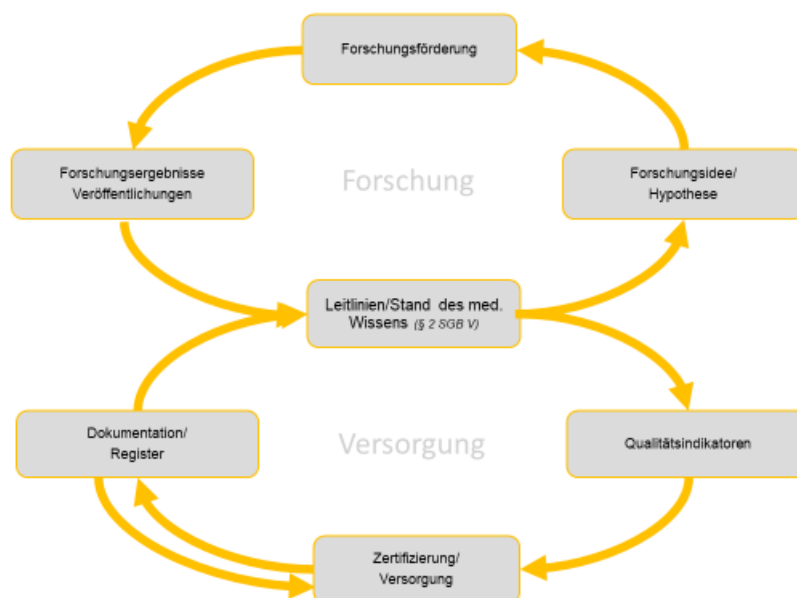 Forschungsförderung
Forschungsergebnisse
Veröffentlichungen
Forschung
Forschungsidee/
Hypothese
Leitlinien/Stand des med.
Wissens (§ 2 SGB V)
Dokumentation/
Register
Versorgung
Qualitätsindikatoren
Zertifizierung/
Versorgung